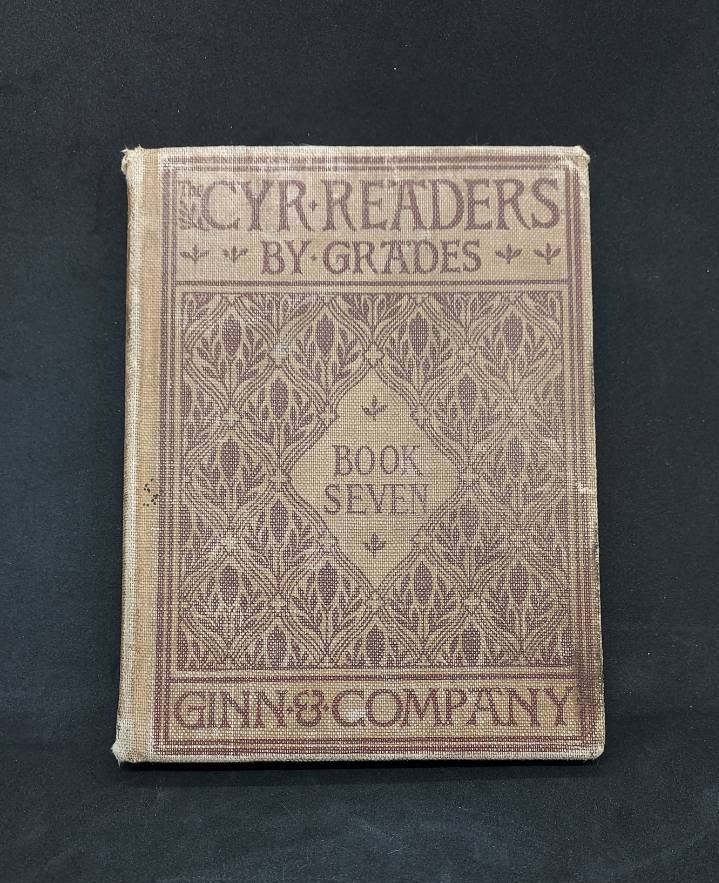 The CYR·READERS
BY·GRADES
BOOK
SEVEN
GINN·&·COMPANY